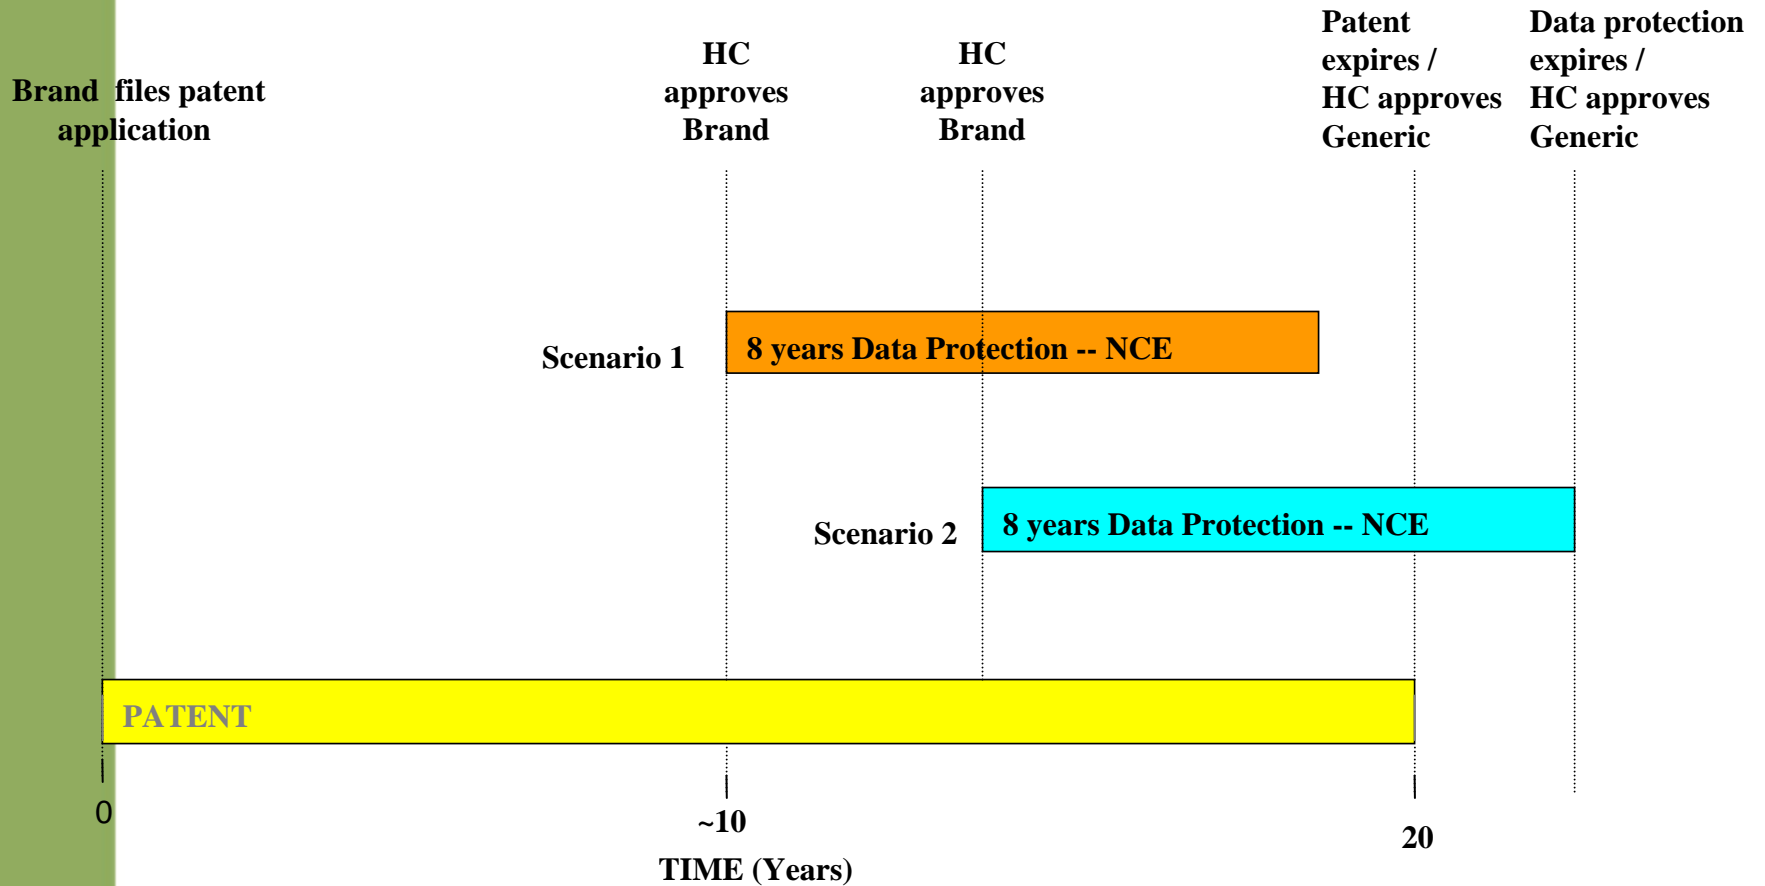 Brand files patent
application
HC
approves
Brand
HC
approves
Brand
Patent
expires /
HC approves
Generic
Data protection
expires /
HC approves
Generic
Scenario 1
8 years Data Protection -- NCE
Scenario 2
8 years Data Protection -- NCE
PATENT
0
~10
20
TIME (Years)